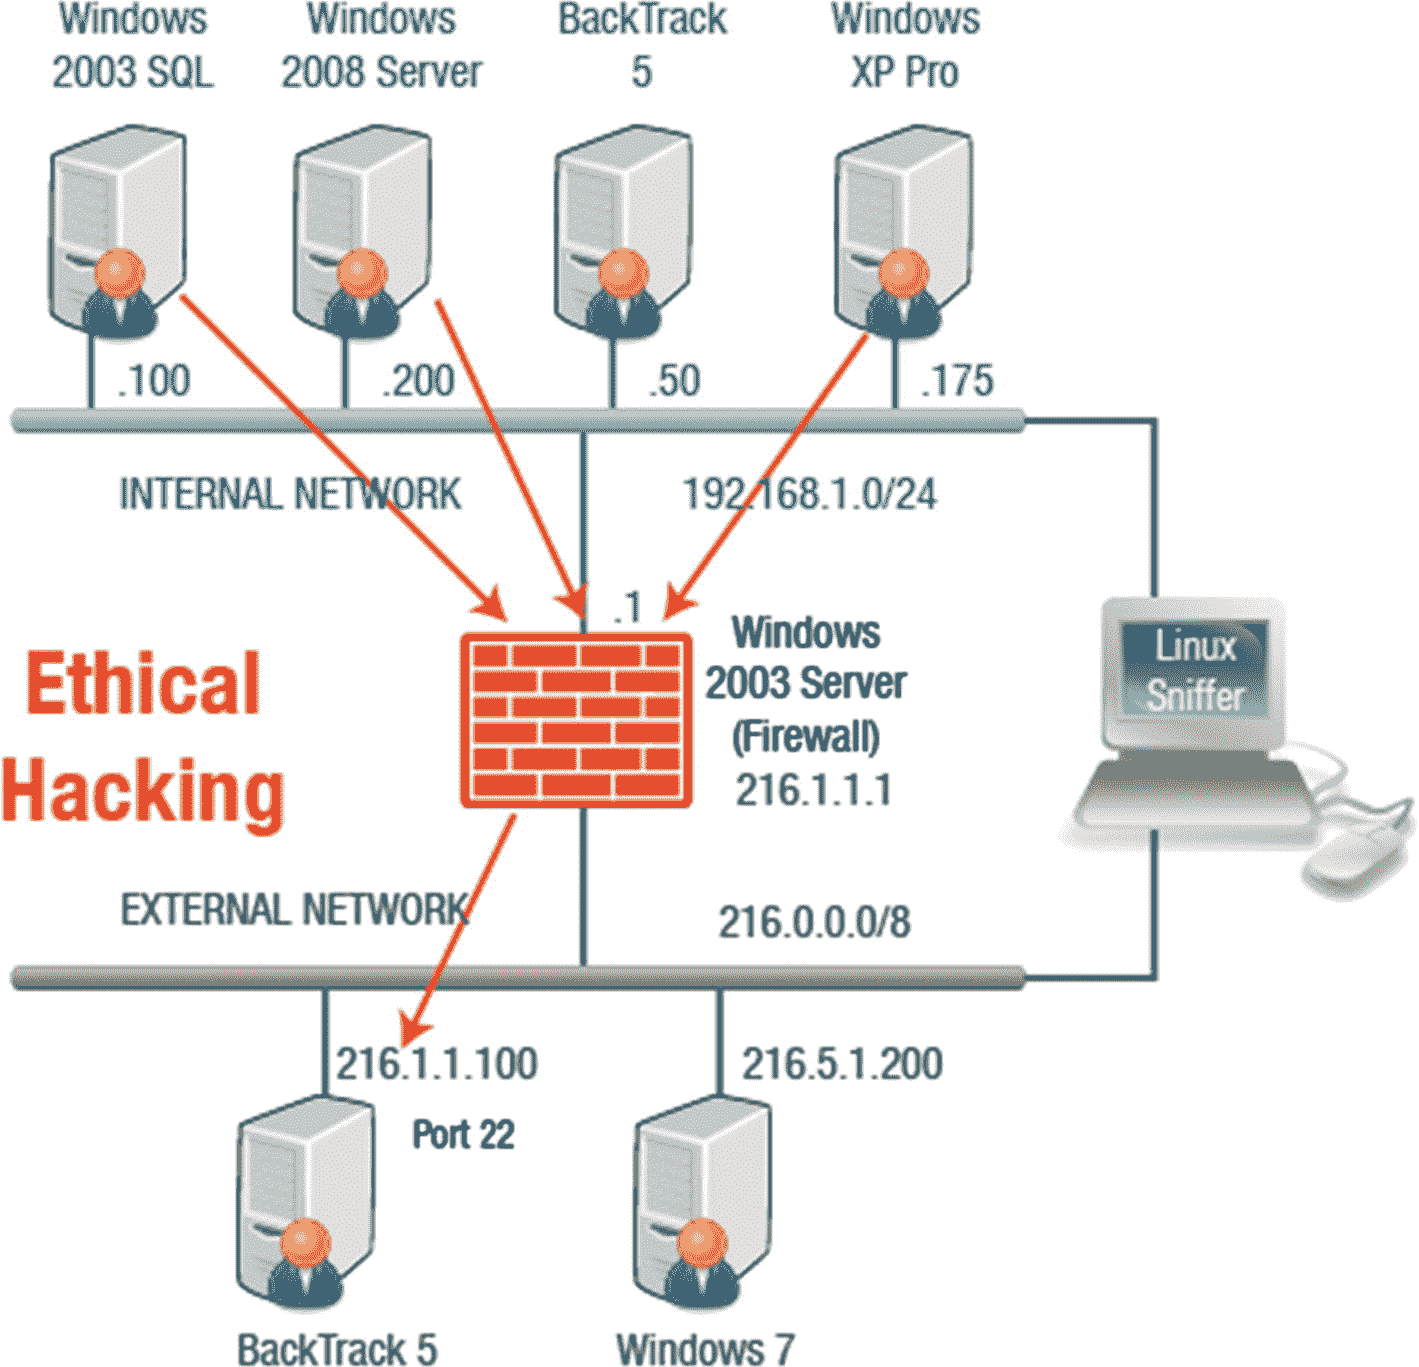 Windows
2003 SQL
Windows
2008 Server
BackTrack
5
Windows
XP Pro
.100
.200
.50
.175
INTERNAL NETWORK
192.168.1.0/24
.1
Windows
2003 Server
(Firewall)
216.1.1.1
Linux
Sniffer
Ethical
Hacking
EXTERNAL NETWORK
216.0.0.0/8
216.1.1.100
216.5.1.200
Port 22
BackTrack 5
Windows 7